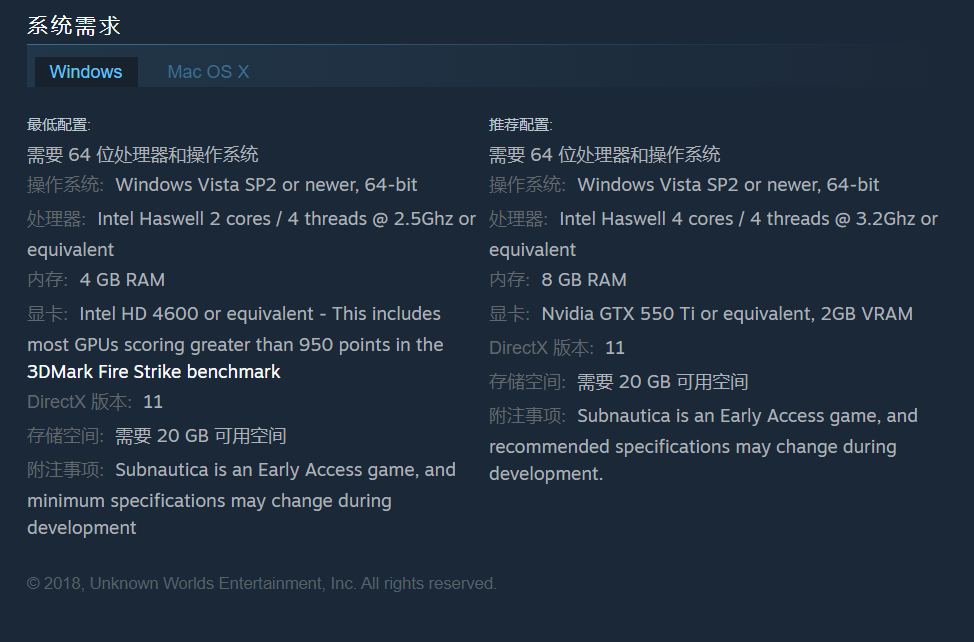 系统需求
Windows
Mac OS X
最低配置:
需要 64 位处理器和操作系统
操作系统: Windows Vista SP2 or newer, 64-bit
处理器: Intel Haswell 2 cores / 4 threads @ 2.5Ghz or
equivalent
内存: 4 GB RAM
显卡: Intel HD 4600 or equivalent - This includes
most GPUs scoring greater than 950 points in the
3DMark Fire Strike benchmark
DirectX 版本: 11
存储空间: 需要 20 GB 可用空间
附注事项: Subnautica is an Early Access game, and
minimum specifications may change during
development
推荐配置:
需要 64 位处理器和操作系统
操作系统: Windows Vista SP2 or newer, 64-bit
处理器: Intel Haswell 4 cores / 4 threads @ 3.2Ghz or
equivalent
内存: 8 GB RAM
显卡: Nvidia GTX 550 Ti or equivalent, 2GB VRAM
DirectX 版本: 11
存储空间: 需要 20 GB 可用空间
附注事项: Subnautica is an Early Access game, and
recommended specifications may change during
development.
© 2018, Unknown Worlds Entertainment, Inc. All rights reserved.